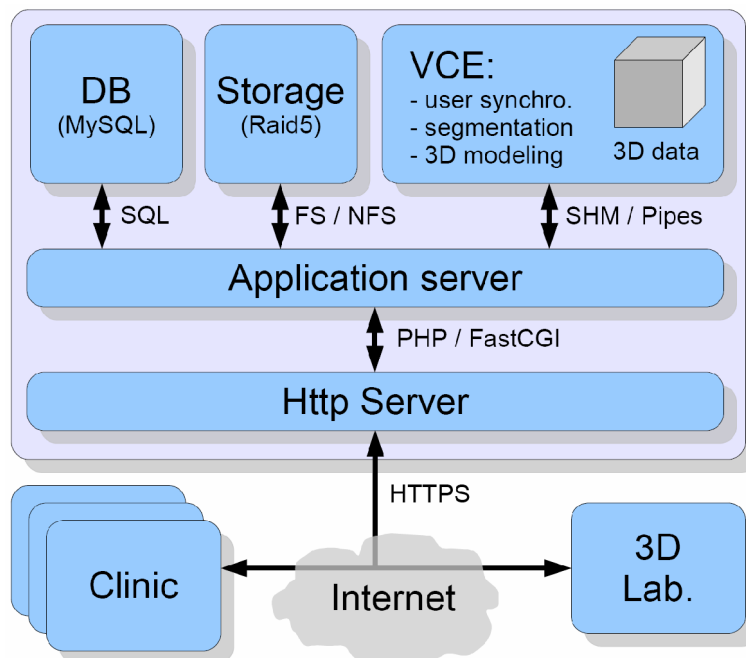 DB
(MySQL)
Storage
(Raid5)
VCE:
- user synchro.
- segmentation
- 3D modeling
3D data
SQL
FS / NFS
SHM / Pipes
Application server
PHP / FastCGI
Http Server
HTTPS
Clinic
Internet
3D
Lab.